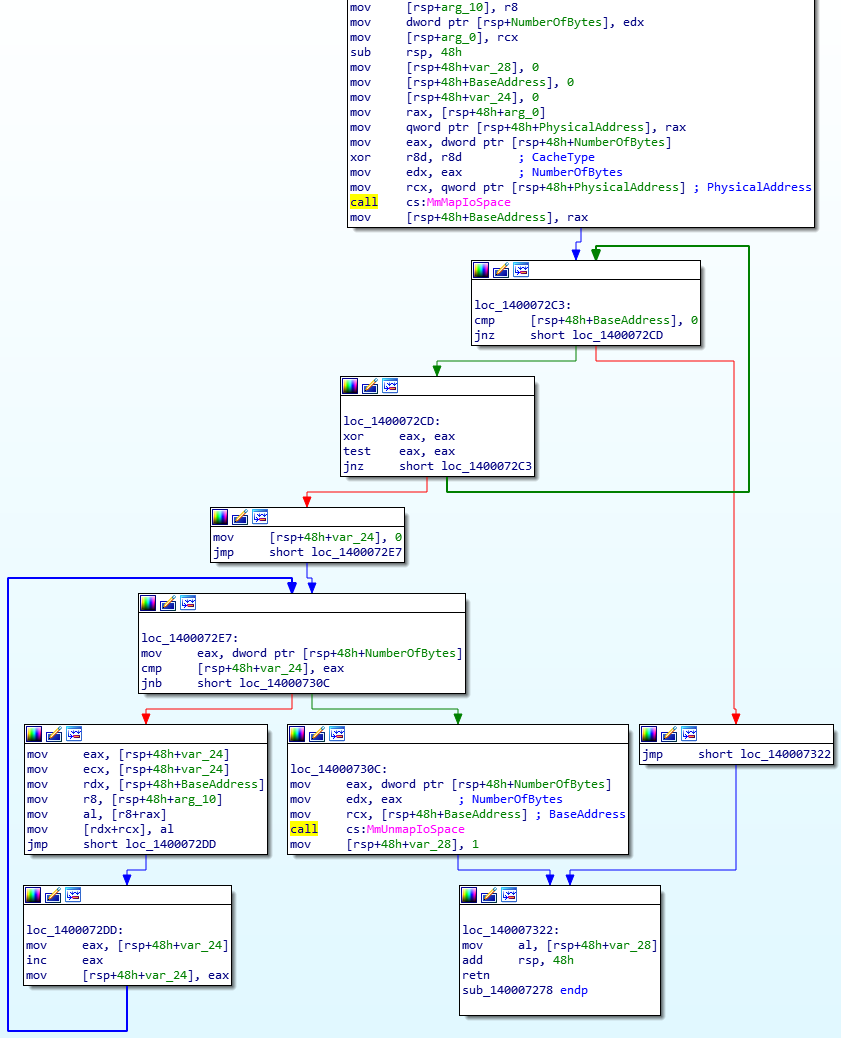 mov [rsp+arg_10], r8
mov dword ptr [rsp+NumberOfBytes], edx
mov [rsp+arg_0], rcx
sub rsp, 48h
mov [rsp+48h+var_28], 0
mov [rsp+48h+BaseAddress], 0
mov [rsp+48h+var_24], 0
mov rax, [rsp+48h+arg_0]
mov qword ptr [rsp+48h+PhysicalAddress], rax
mov eax, dword ptr [rsp+48h+NumberOfBytes]
xor r8d, r8d ; CacheType
mov edx, eax ; NumberOfBytes
mov rcx, qword ptr [rsp+48h+PhysicalAddress] ; PhysicalAddress
call cs:MmMapIoSpace
mov [rsp+48h+BaseAddress], rax
loc_1400072C3:
cmp [rsp+48h+BaseAddress], 0
jnz short loc_1400072CD
loc_1400072CD:
xor eax, eax
test eax, eax
jnz short loc_1400072C3
mov [rsp+48h+var_24], 0
jmp short loc_1400072E7
loc_1400072E7:
mov eax, dword ptr [rsp+48h+NumberOfBytes]
cmp [rsp+48h+var_24], eax
jnb short loc_14000730C
mov eax, [rsp+48h+var_24]
mov ecx, [rsp+48h+var_24]
mov rdx, [rsp+48h+BaseAddress]
mov r8, [rsp+48h+arg_10]
mov al, [r8+rax]
mov [rdx+rcx], al
jmp short loc_1400072DD
loc_14000730C:
mov eax, dword ptr [rsp+48h+NumberOfBytes]
mov edx, eax ; NumberOfBytes
mov rcx, [rsp+48h+BaseAddress] ; BaseAddress
call cs:MmUnmapIoSpace
mov [rsp+48h+var_28], 1
jmp short loc_140007322
loc_1400072DD:
mov eax, [rsp+48h+var_24]
inc eax
mov [rsp+48h+var_24], eax
loc_140007322:
mov al, [rsp+48h+var_28]
add rsp, 48h
retn
sub_140007278 endp